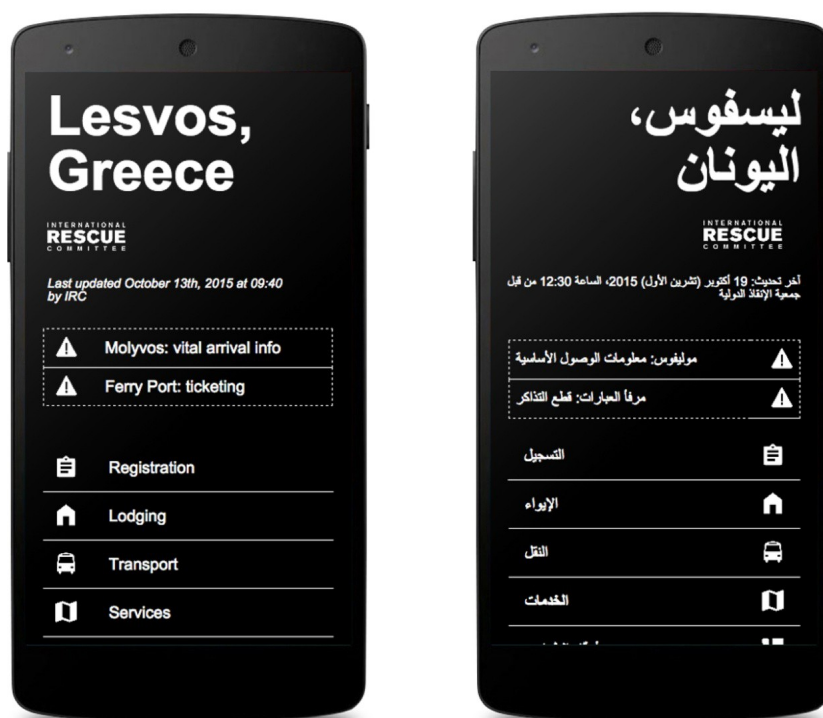 Lesvos,
Greece
INTERNATIONAL
RESCUE
COMMITTEE
Last updated October 13th, 2015 at 09:40
by IRC
Molyvos: vital arrival info
Ferry Port: ticketing
Registration
Lodging
Transport
Services
ليسفوس،
اليونان
INTERNATIONAL
RESCUE
COMMITTEE
آخر تحديث: 19 أكتوبر (تشرين الأول) 2015، الساعة 12:30 من قبل
جمعية الإنقاذ الدولية
موليفوس: معلومات الوصول الأساسية
مرفأ العبارات: قطع التذاكر
التسجيل
الإيواء
النقل
الخدمات